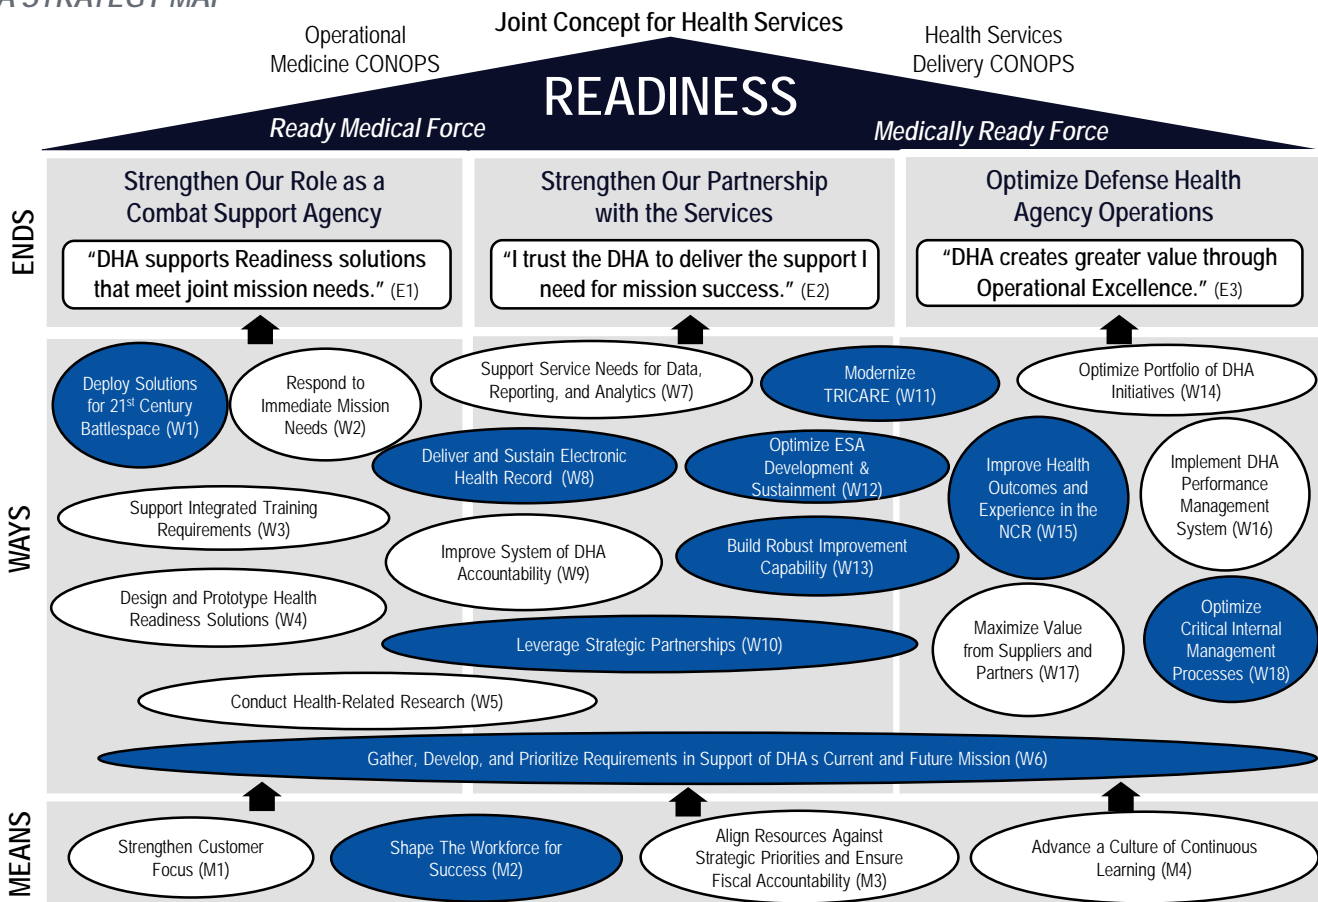 A STRATEGY MAP
Joint Concept for Health Services
Operational
Medicine CONOPS
Health Services
Delivery CONOPS
READINESS
Ready Medical Force
Medically Ready Force
ENDS
Strengthen Our Role as a
Combat Support Agency
"DHA supports Readiness solutions
that meet joint mission needs." (E1)
Strengthen Our Partnership
with the Services
"I trust the DHA to deliver the support I
need for mission success." (E2)
Optimize Defense Health
Agency Operations
"DHA creates greater value through
Operational Excellence." (E3)
WAYS
Deploy Solutions
for 21st Century
Battlespace (W1)
Respond to
Immediate Mission
Needs (W2)
Support Integrated Training
Requirements (W3)
Design and Prototype Health
Readiness Solutions (W4)
Conduct Health-Related Research (W5)
Gather, Develop, and Prioritize Requirements in Support of DHA s Current and Future Mission (W6)
Support Service Needs for Data,
Reporting, and Analytics (W7)
Deliver and Sustain Electronic
Health Record (W8)
Improve System of DHA
Accountability (W9)
Leverage Strategic Partnerships (W10)
Modernize
TRICARE (W11)
Optimize ESA
Development &
Sustainment (W12)
Build Robust Improvement
Capability (W13)
Optimize Portfolio of DHA
Initiatives (W14)
Improve Health
Outcomes and
Experience in the
NCR (W15)
Implement DHA
Performance
Management
System (W16)
Maximize Value
from Suppliers and
Partners (W17)
Optimize
Critical Internal
Management
Processes (W18)
MEANS
Strengthen Customer
Focus (M1)
Shape The Workforce for
Success (M2)
Align Resources Against
Strategic Priorities and Ensure
Fiscal Accountability (M3)
Advance a Culture of Continuous
Learning (M4)